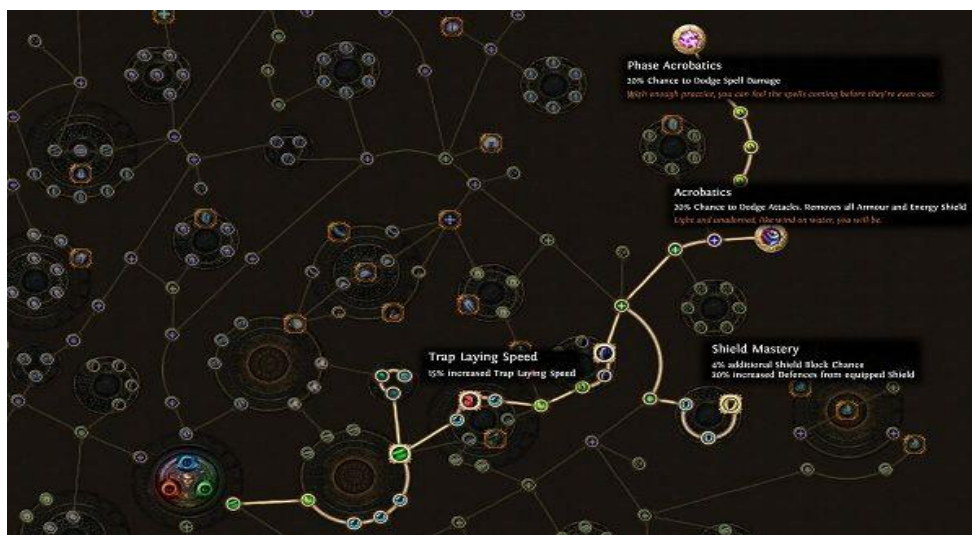 Phase Acrobatics
20% Chance to Dodge Spell Damage
With enough practice, you can feel the spells coming before they're even cast.
Acrobatics
30% Chance to Dodge Attacks. Removes all Armour and Energy Shield
Light and unadorned, like wind on water, you will be.
Trap Laying Speed
15% increased Trap Laying Speed
Shield Mastery
4% additional Shield Block Chance
30% increased Defences from equipped Shield